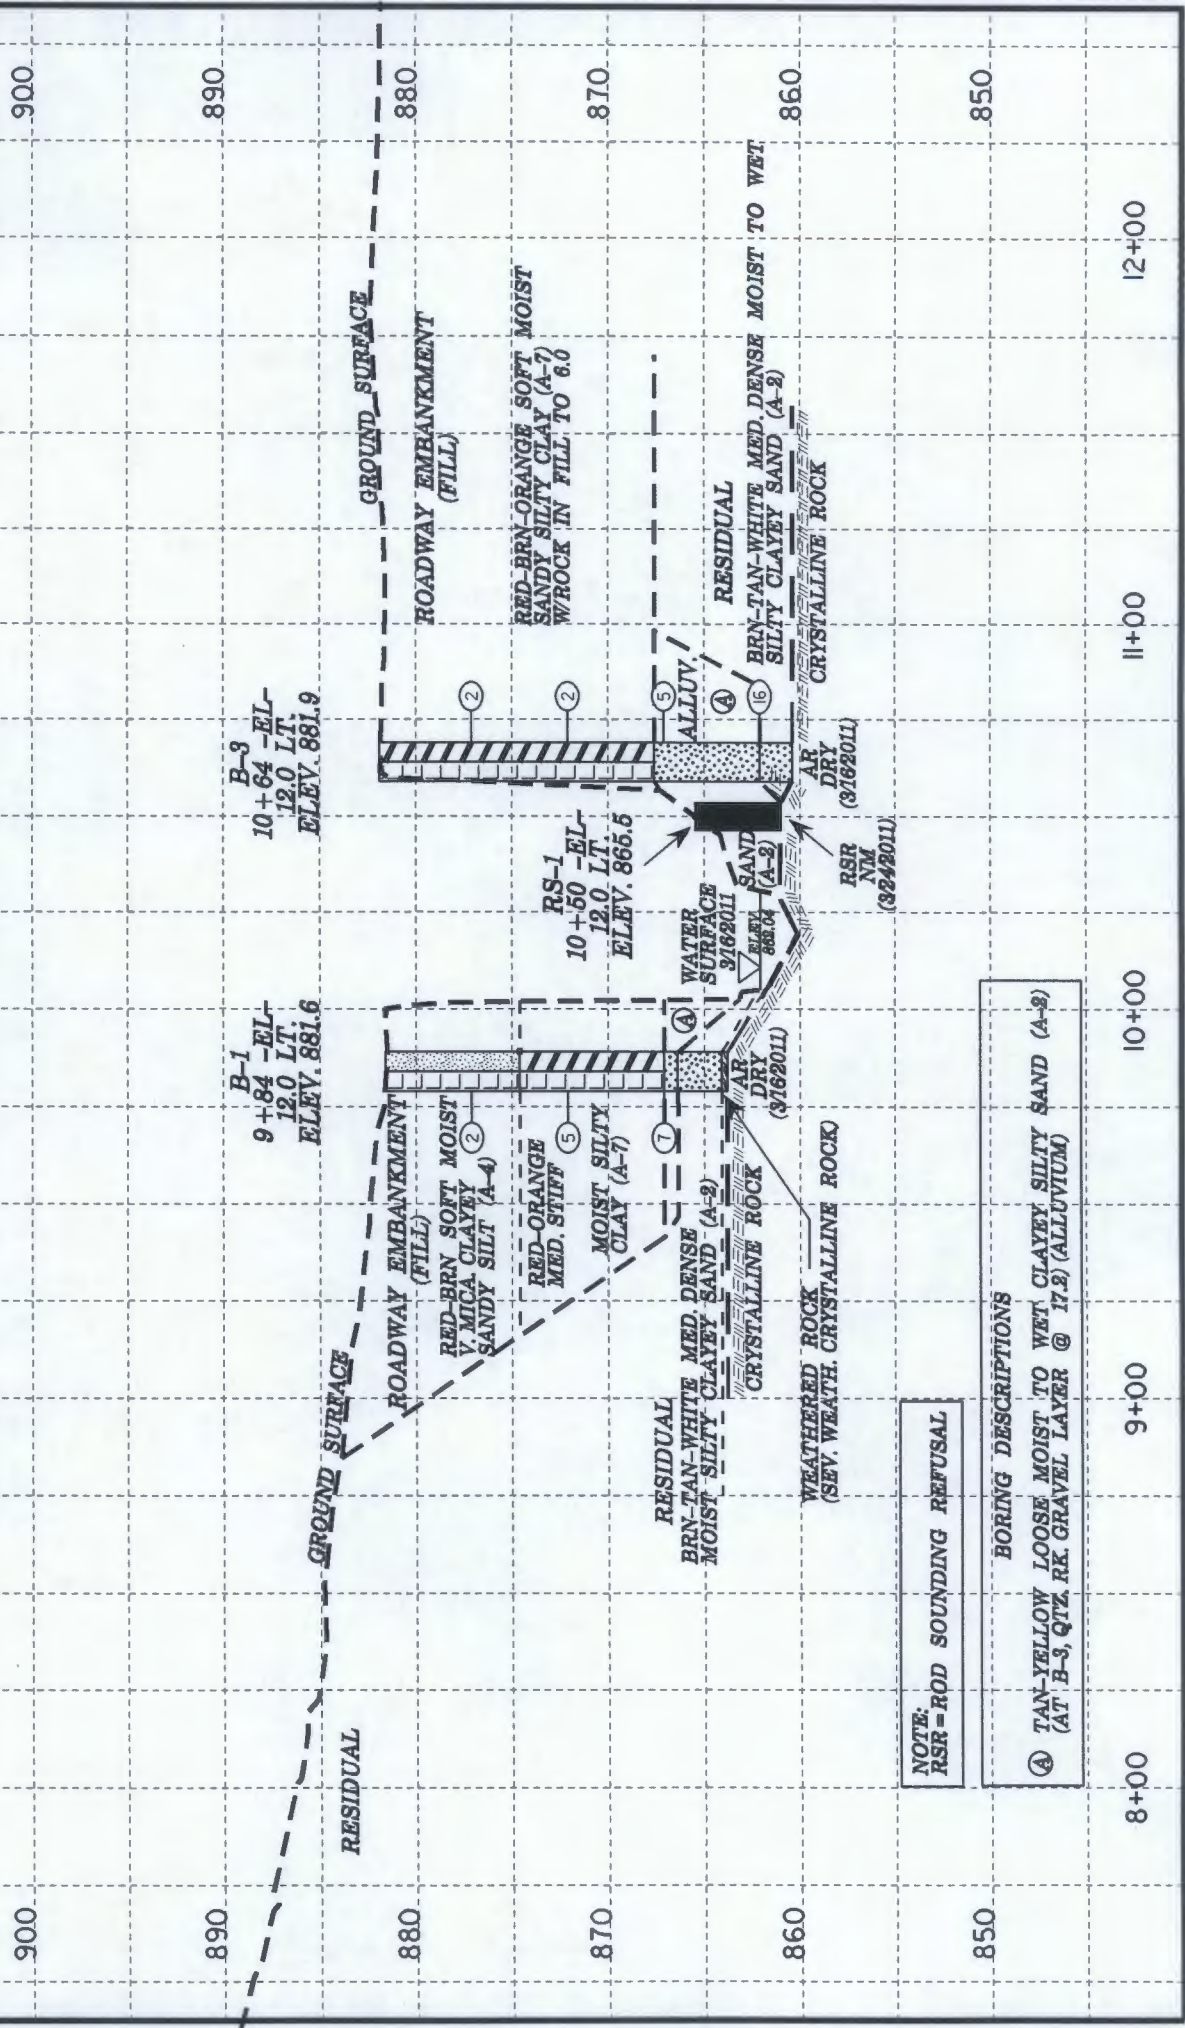 900
890
880
870
860
850
900
890
880
870
860
850
8+00
9+00
10+00
11+00
12+00
B-1
9+84 -EL-
12.0 LT.
ELEV. 881.6
B-3
10+64 -EL-
12.0 LT.
ELEV. 881.9
RS-1
10+50 -EL-
12.0 LT.
ELEV. 865.5
RESIDUAL
GROUND SURFACE
ROADWAY EMBANKMENT
(FILL)
RED-BRN SOFT MOIST
V. MICA. CLAYEY
SANDY SILT (A-4)
2
RED-ORANGE
MED. STIFF
5
MOIST SILTY
CLAY (A-7)
7
RESIDUAL
BRN-TAN-WHITE MED. DENSE
MOIST SILTY CLAYEY SAND (A-2)
CRYSTALLINE ROCK
WEATHERED ROCK
(SEV. WEATH. CRYSTALLINE ROCK)
AR
DRY
(3/16/2011)
A
WATER
SURFACE
3/16/2011
ELEV.
862.04
SAND
(A-2)
RSR
NM
(3/24/2011)
AR
DRY
(3/16/2011)
GROUND SURFACE
ROADWAY EMBANKMENT
(FILL)
RED-BRN-ORANGE SOFT MOIST
SANDY SILTY CLAY (A-7)
W/ROCK IN FILL TO 6.0
2
2
5
ALLUV.
A
16
RESIDUAL
BRN-TAN-WHITE MED. DENSE MOIST TO WET
SILTY CLAYEY SAND (A-2)
CRYSTALLINE ROCK
NOTE:
RSR=ROD SOUNDING REFUSAL
BORING DESCRIPTIONS
A TAN-YELLOW LOOSE MOIST TO WET CLAYEY SILTY SAND (A-2)
(AT B-3, QTZ. RK. GRAVEL LAYER @ 17.2) (ALLUVIUM)